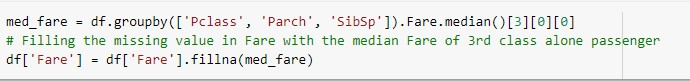 med_fare = df.groupby(['Pclass', 'Parch', 'SibSp']).Fare.median()[3][0][0]
# Filling the missing value in Fare with the median Fare of 3rd class alone passenger
df['Fare'] = df['Fare'].fillna(med_fare)